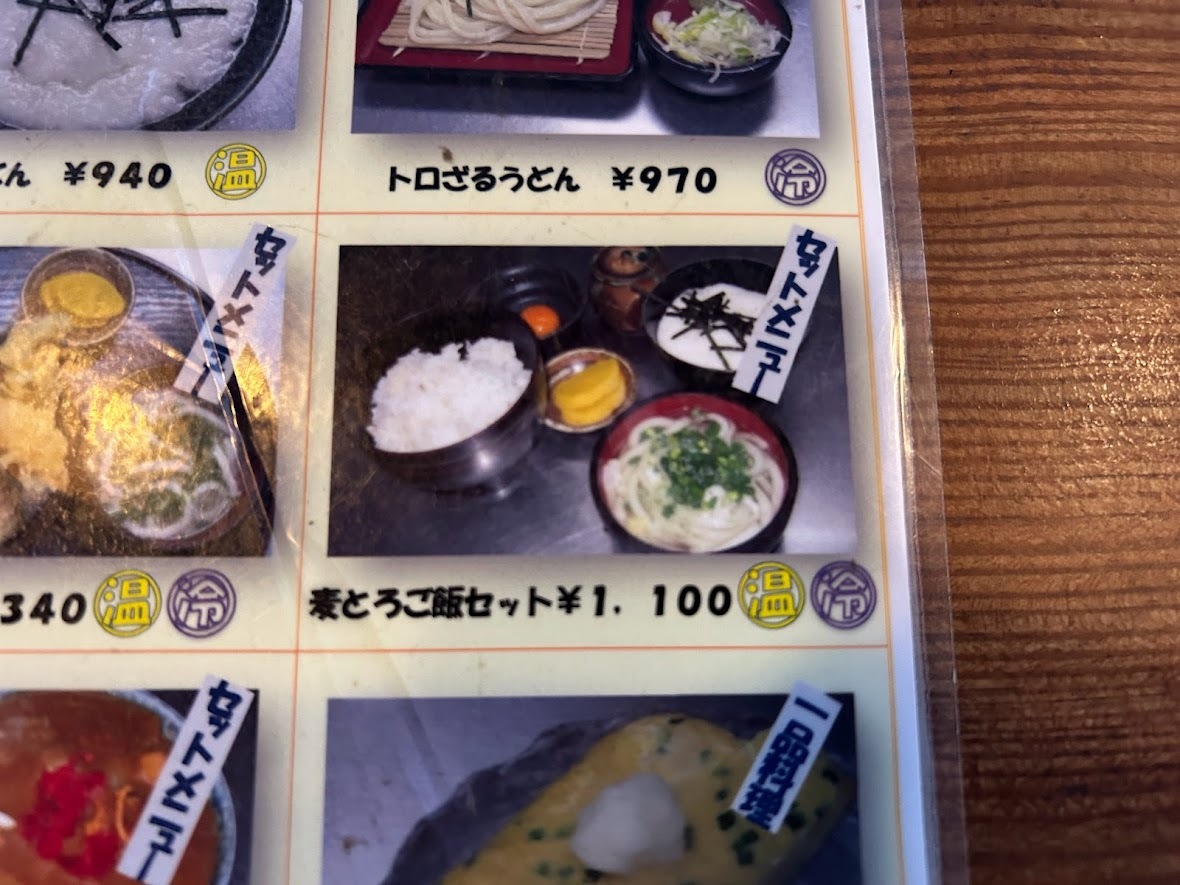 ん ¥940 温
トロざるうどん ¥970 冷
セットメニュー
セットメニュー
340 温 冷
麦とろご飯セット¥1.100 温 冷
セットメニュー
一品料理